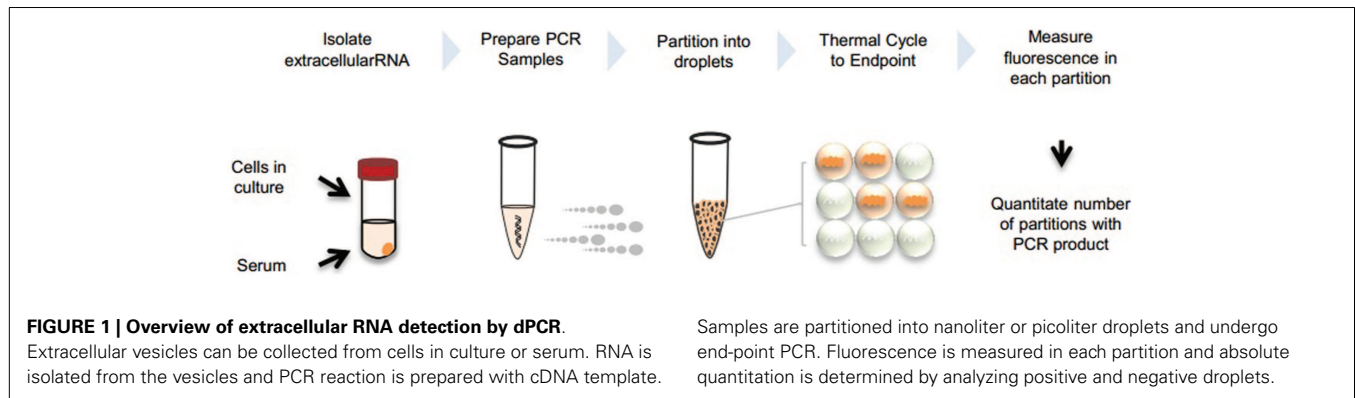 Isolate
extracellularRNA
Prepare PCR
Samples
Partition into
droplets
Thermal Cycle
to Endpoint
Measure
fluorescence in
each partition
Cells in
culture
Serum
Quantitate number
of partitions with
PCR product
FIGURE 1 | Overview of extracellular RNA detection by dPCR.
Extracellular vesicles can be collected from cells in culture or serum. RNA is
isolated from the vesicles and PCR reaction is prepared with cDNA template.
Samples are partitioned into nanoliter or picoliter droplets and undergo
end-point PCR. Fluorescence is measured in each partition and absolute
quantitation is determined by analyzing positive and negative droplets.